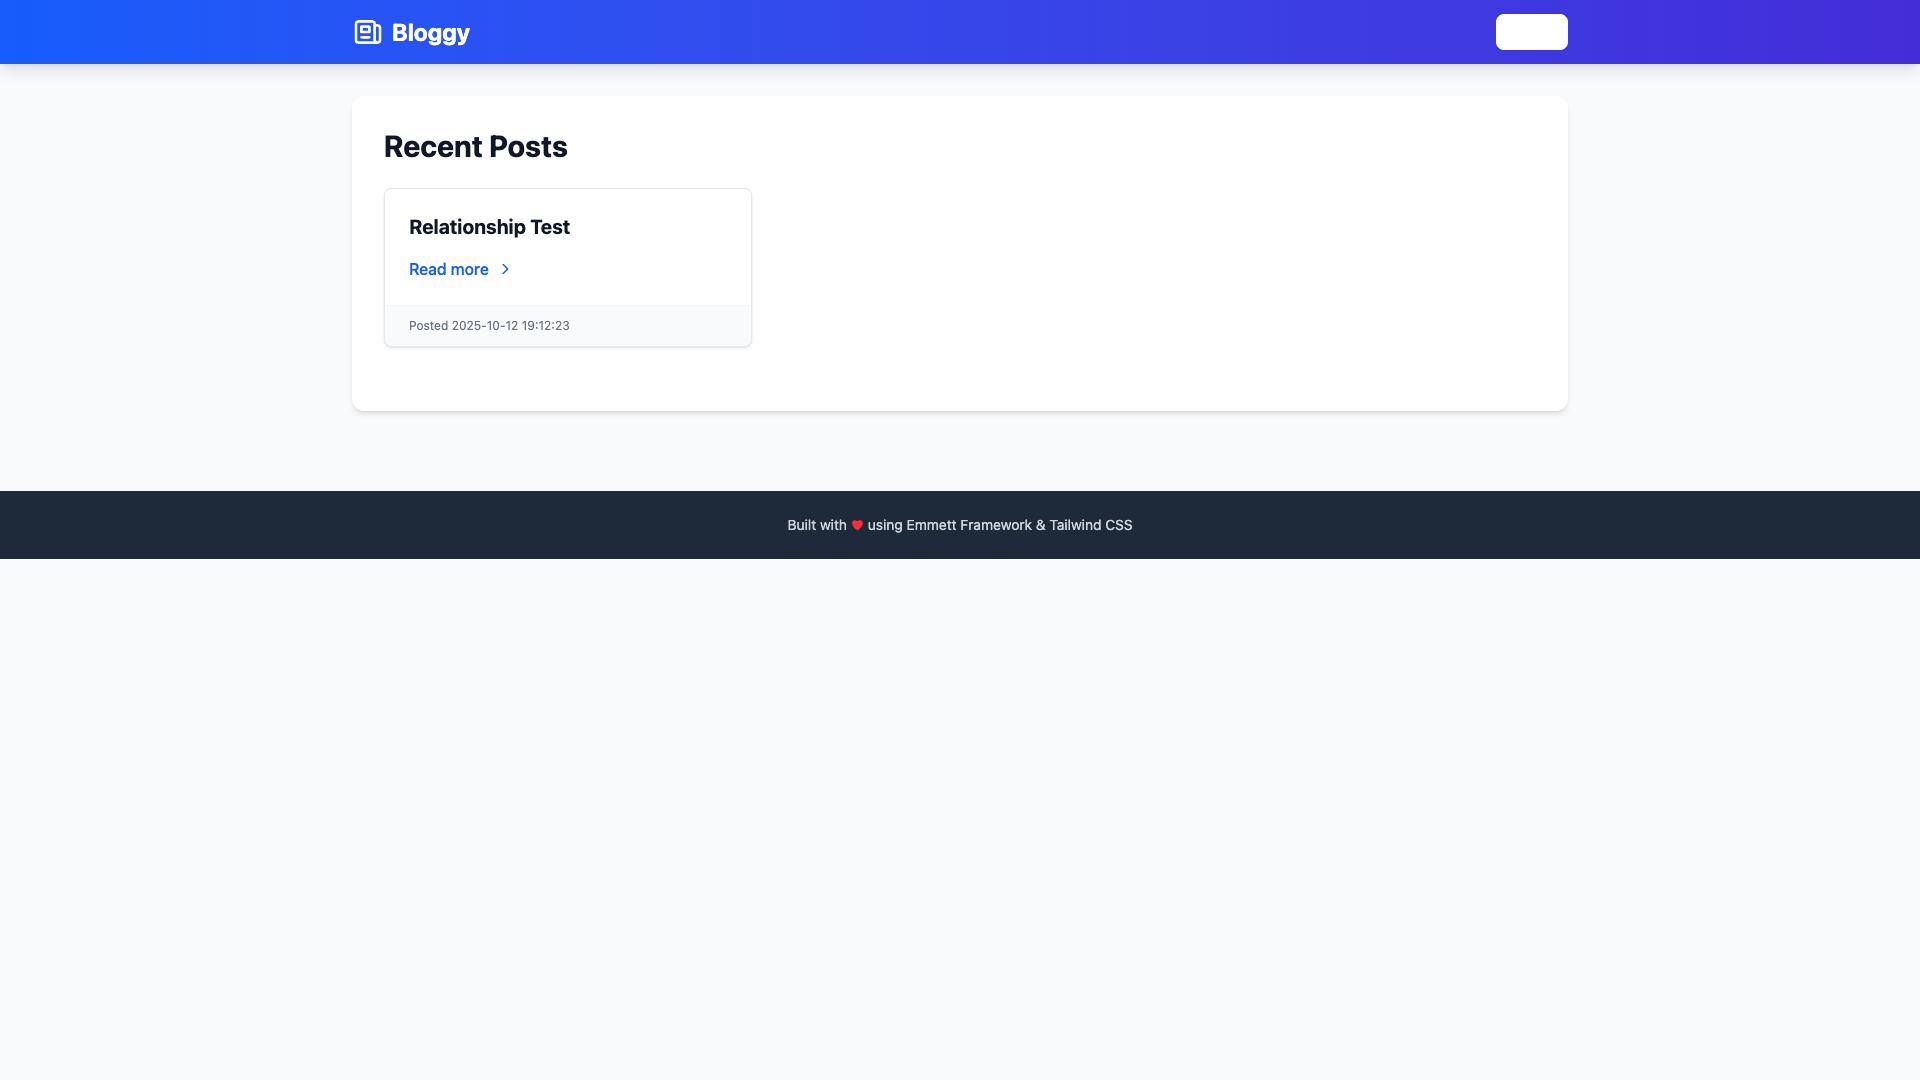 Bloggy
Recent Posts
Relationship Test
Read more
Posted 2025-10-12 19:12:23
Built with ❤ using Emmett Framework & Tailwind CSS